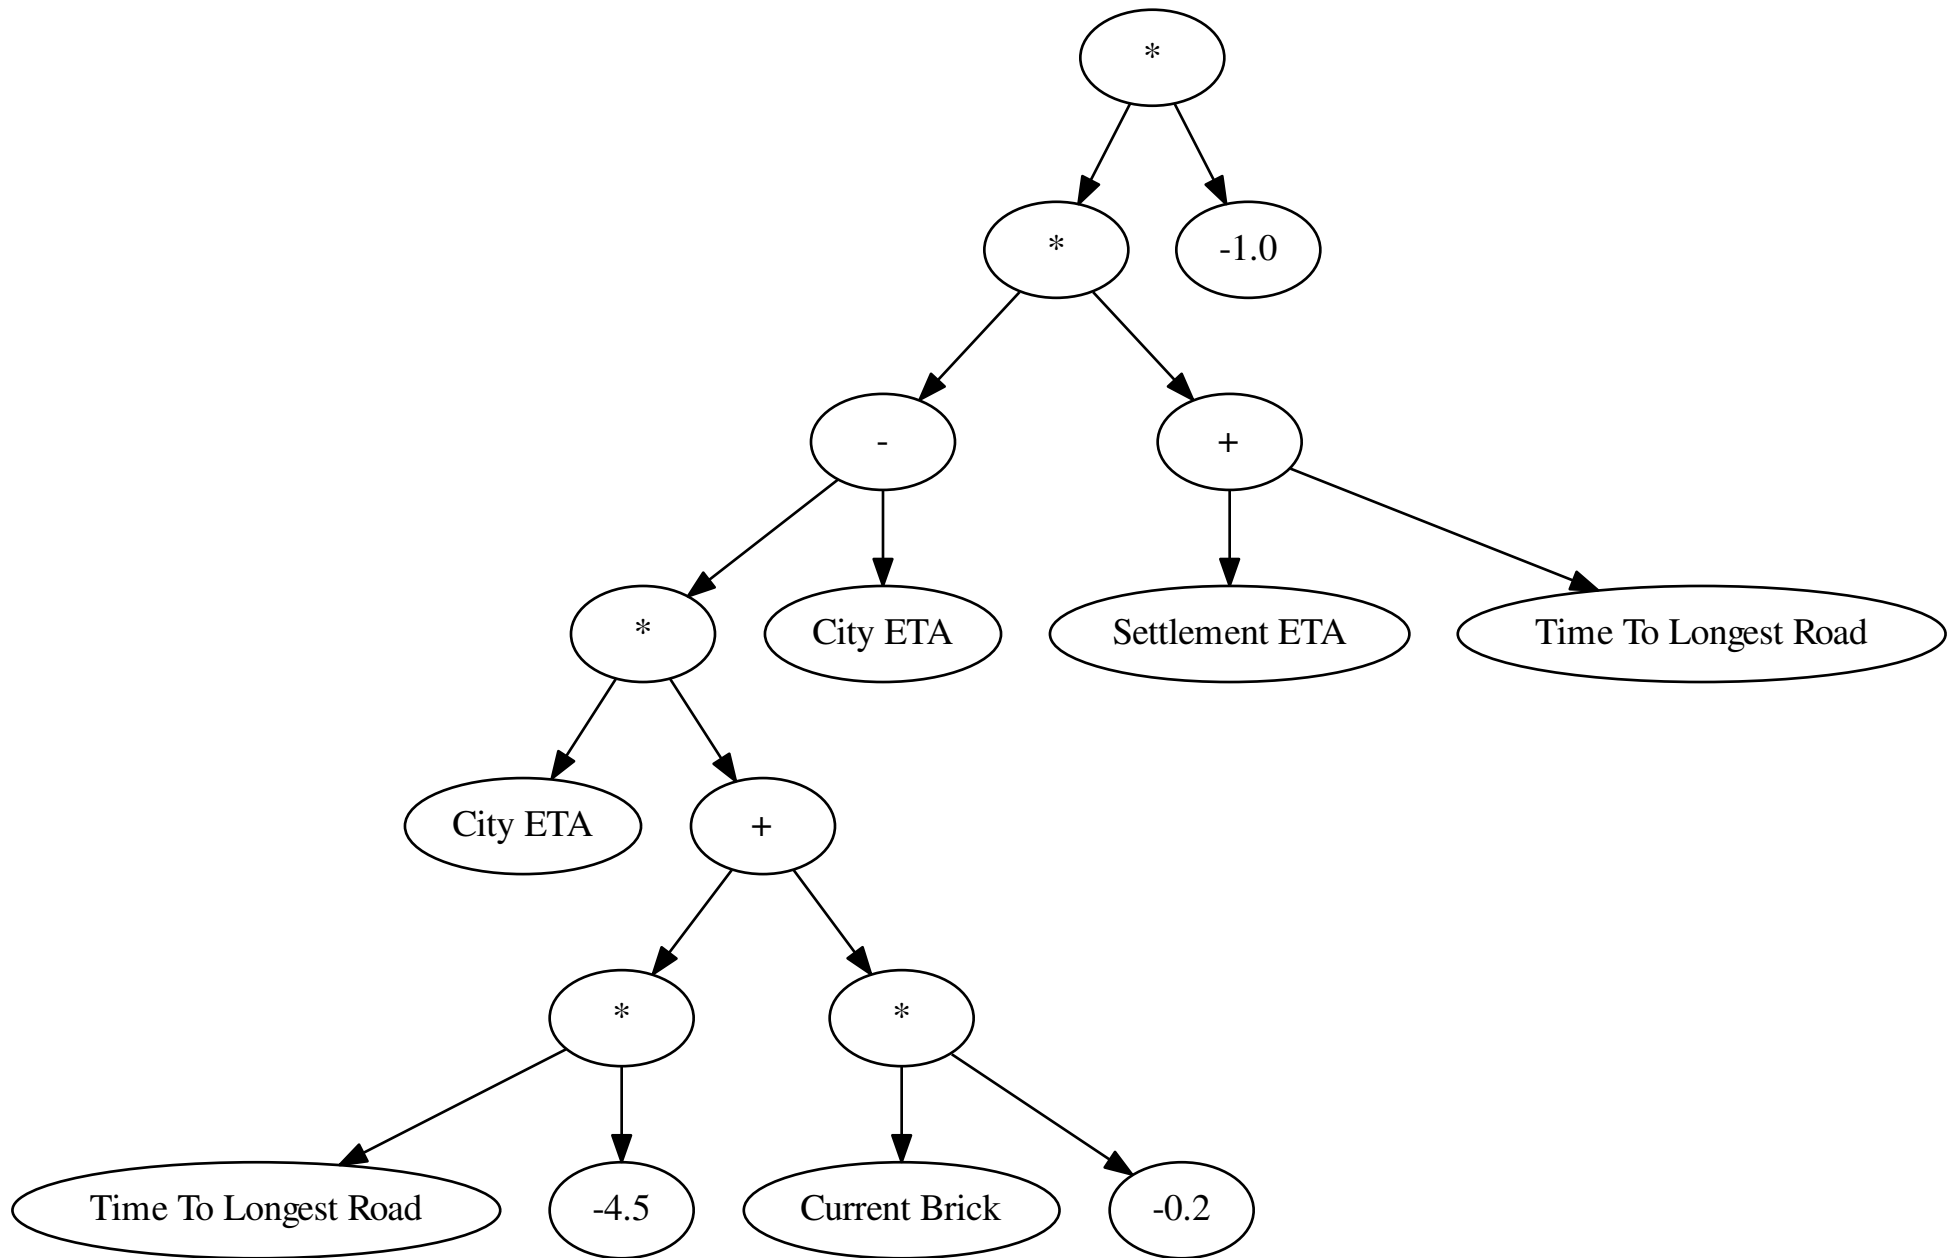 *
*
-1.0
-
+
*
City ETA
Settlement ETA
Time To Longest Road
City ETA
+
*
*
Time To Longest Road
-4.5
Current Brick
-0.2